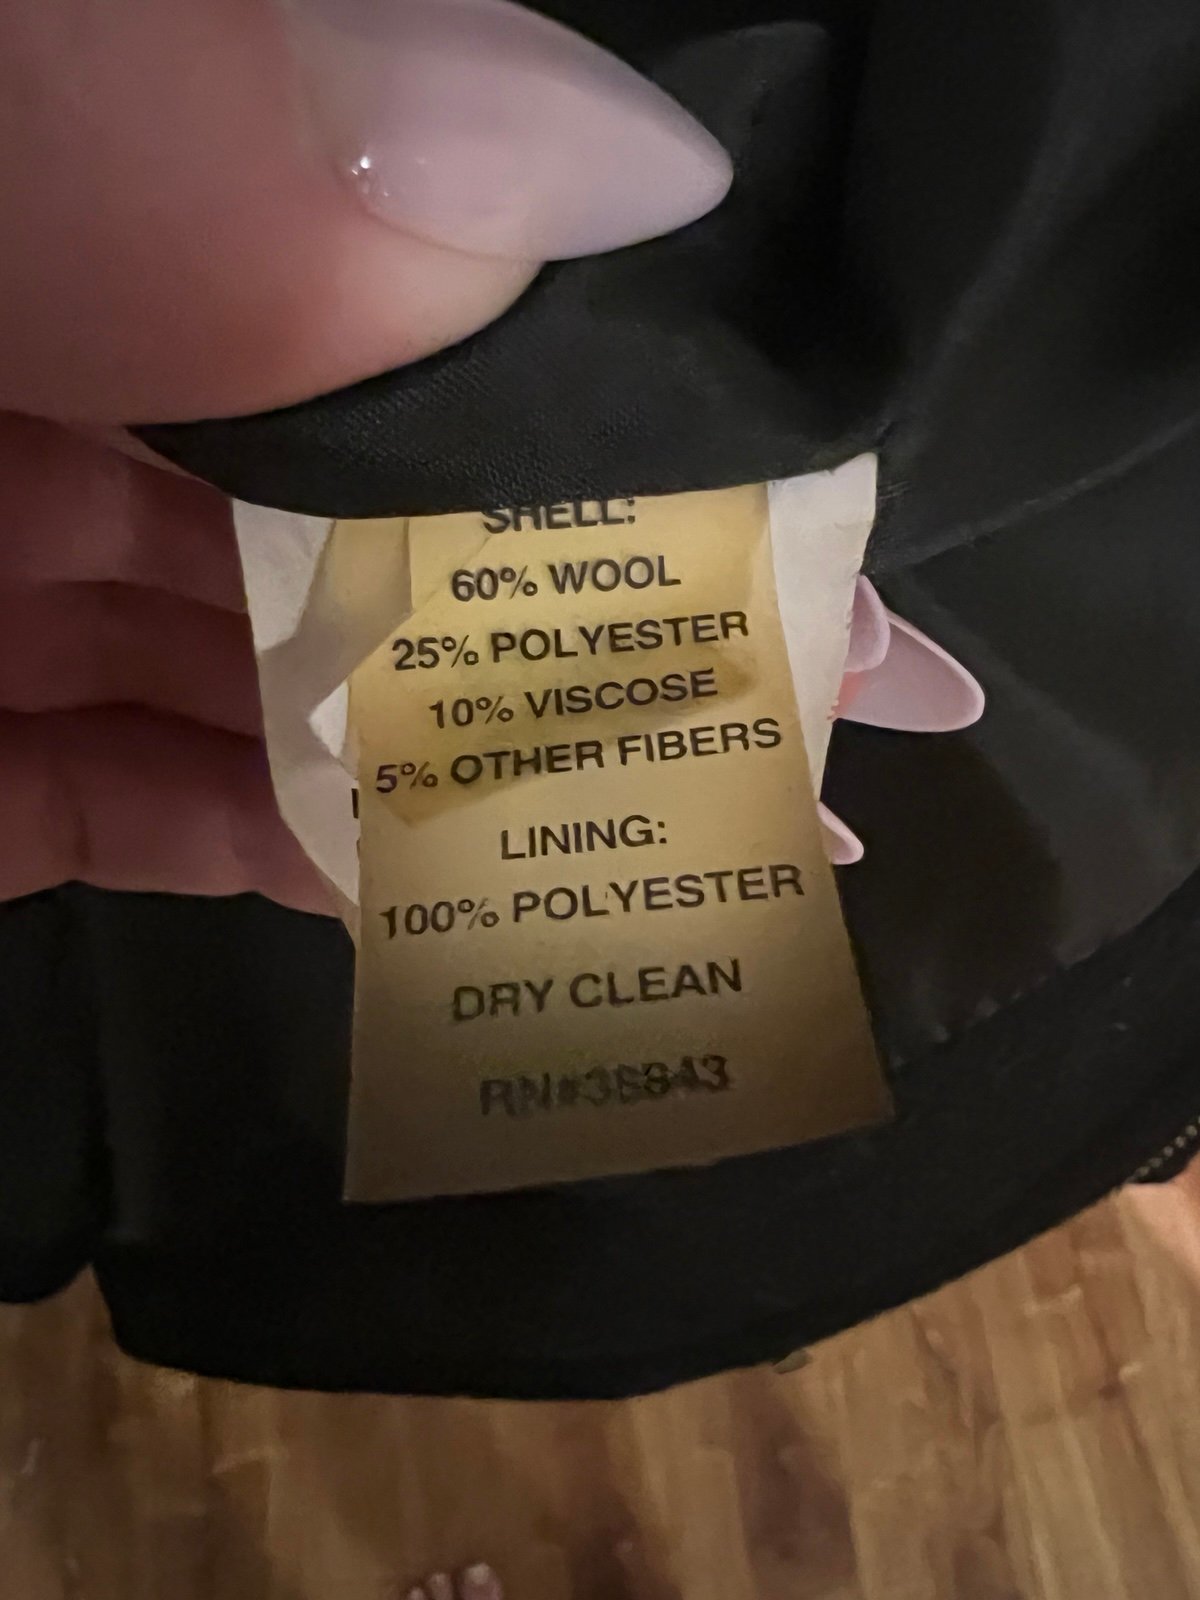 SHELL:
60% WOOL
25% POLYESTER
10% VISCOSE
5% OTHER FIBERS
LINING:
100% POLYESTER
DRY CLEAN